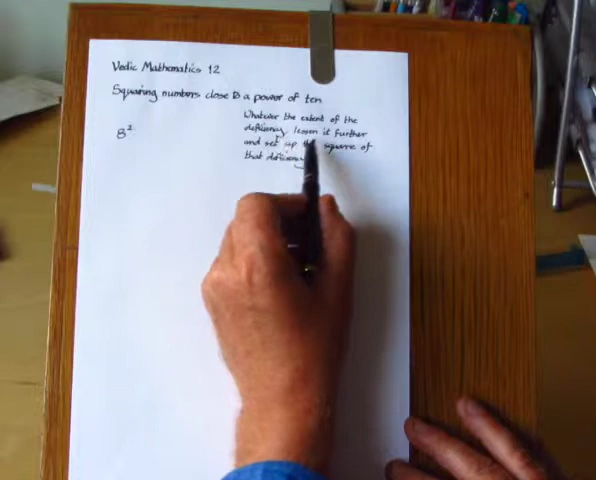 Vedic Mathematics 12
Squaring numbers close to a power of ten
8²
Whatever the extent of the
deficiency, lessen it further
and set up the square of
that deficiency